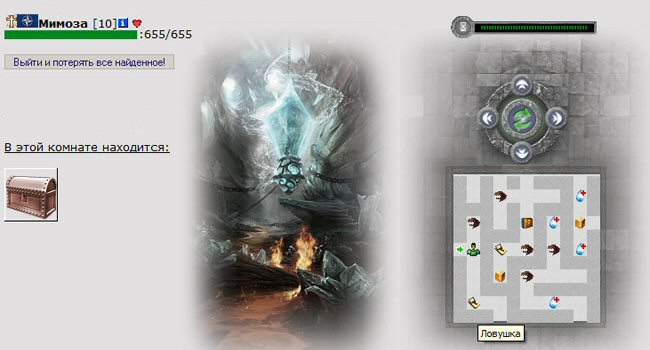 Мимоза [10]
:655/655
Выйти и потерять все найденное!
В этой комнате находится:
Ловушка